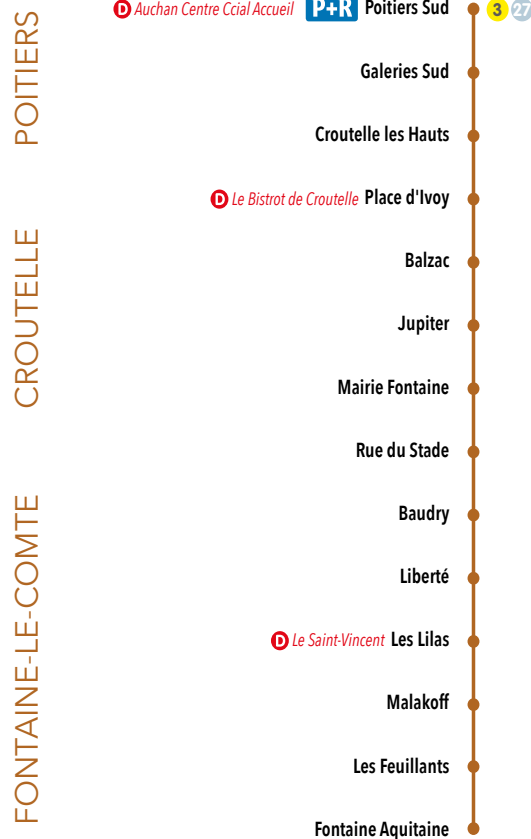 POITIERS
D Auchan Centre Ccial Accueil P+R Poitiers Sud 3 27
Galeries Sud
Croutelle les Hauts
CROUTELLE
D Le Bistrot de Croutelle Place d'Ivoy
Balzac
Jupiter
Mairie Fontaine
Rue du Stade
FONTAINE-LE-COMTE
Baudry
Liberté
D Le Saint-Vincent Les Lilas
Malakoff
Les Feuillants
Fontaine Aquitaine